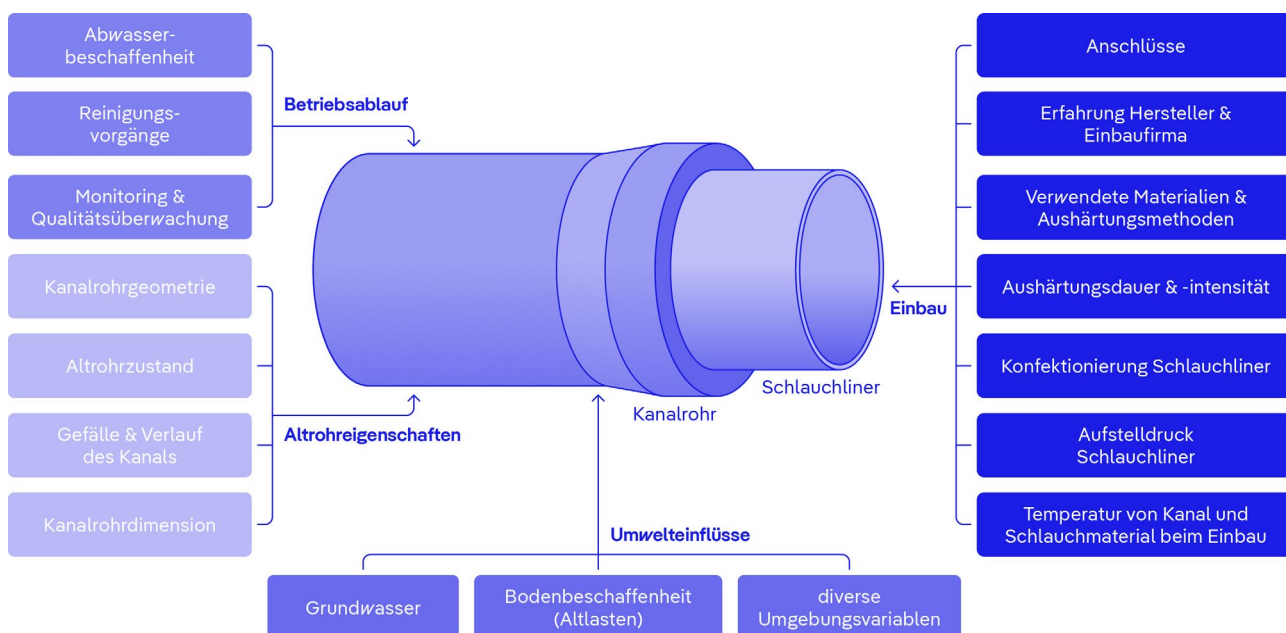 Abwasser-
beschaffenheit
Reinigungs-
vorgänge
Monitoring &
Qualitätsüberwachung
Betriebsablauf
Kanalrohrgeometrie
Altrohrzustand
Gefälle & Verlauf
des Kanals
Kanalrohrdimension
Altrohreigenschaften
Kanalrohr
Schlauchliner
Einbau
Anschlüsse
Erfahrung Hersteller &
Einbaufirma
Verwendete Materialien &
Aushärtungsmethoden
Aushärtungsdauer & -intensität
Konfektionierung Schlauchliner
Aufstelldruck
Schlauchliner
Temperatur von Kanal und
Schlauchmaterial beim Einbau
Umwelteinflüsse
Grundwasser
Bodenbeschaffenheit
(Altlasten)
diverse
Umgebungsvariablen